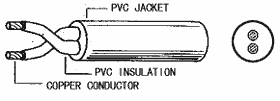 PVC JACKET
PVC INSULATION
COPPER CONDUCTOR